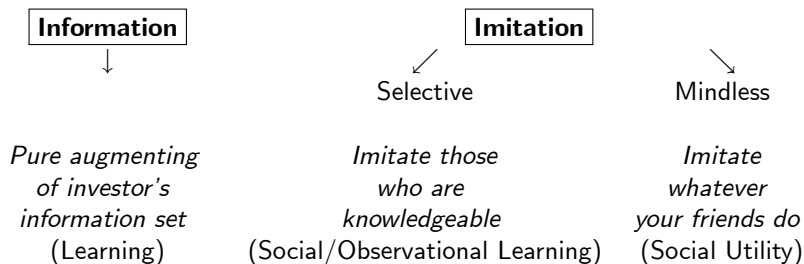 Information
Imitation
Selective
Mindless
Pure augmenting
of investor's
information set
(Learning)
Imitate those
who are
knowledgeable
(Social/Observational Learning)
Imitate
whatever
your friends do
(Social Utility)